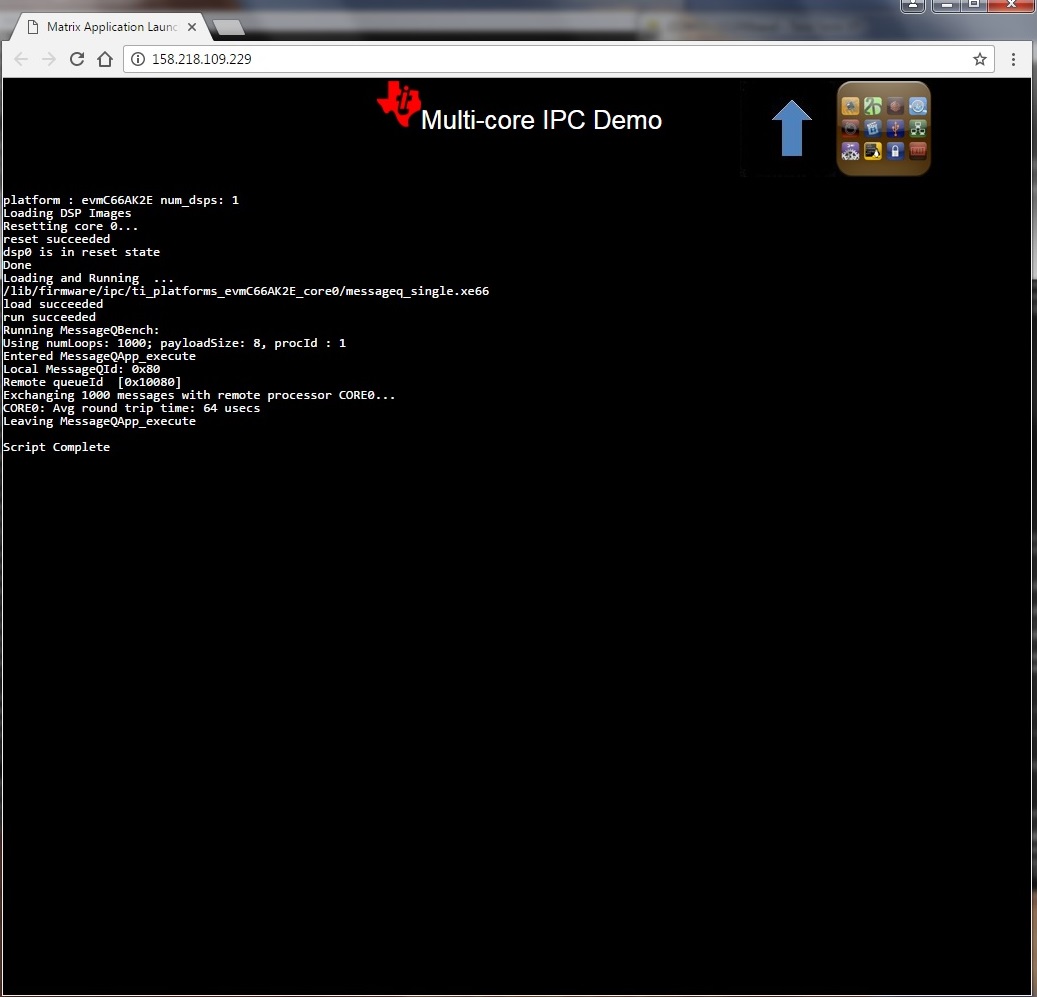 Matrix Application Launc
158.218.109.229
Multi-core IPC Demo
platform : evmC66AK2E num_dsps: 1
Loading DSP Images
Resetting core 0...
reset succeeded
dsp0 is in reset state
Done
Loading and Running  ...
/lib/firmware/ipc/ti_platforms_evmC66AK2E_core0/messageq_single.xe66
load succeeded
run succeeded
Running MessageQBench:
Using numLoops: 1000; payloadSize: 8, procId : 1
Entered MessageQApp_execute
Local MessageQId: 0x80
Remote queueId  [0x10080]
Exchanging 1000 messages with remote processor CORE0...
CORE0: Avg round trip time: 64 usecs
Leaving MessageQApp_execute
Script Complete